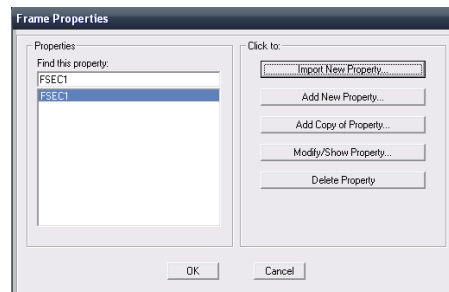 Frame Properties
Properties
Find this property:
FSEC1
FSEC1
Click to:
Import New Property...
Add New Property...
Add Copy of Property...
Modify/Show Property...
Delete Property
OK
Cancel